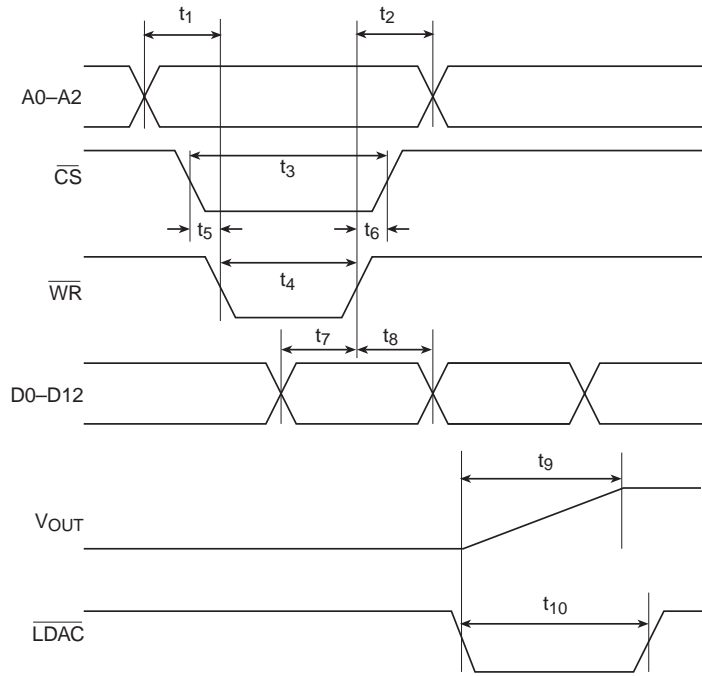 t1 t2
A0–A2
t3
CS
t5 t6
t4
WR
t7 t8
D0–D12
t9
VOUT
t10
LDAC